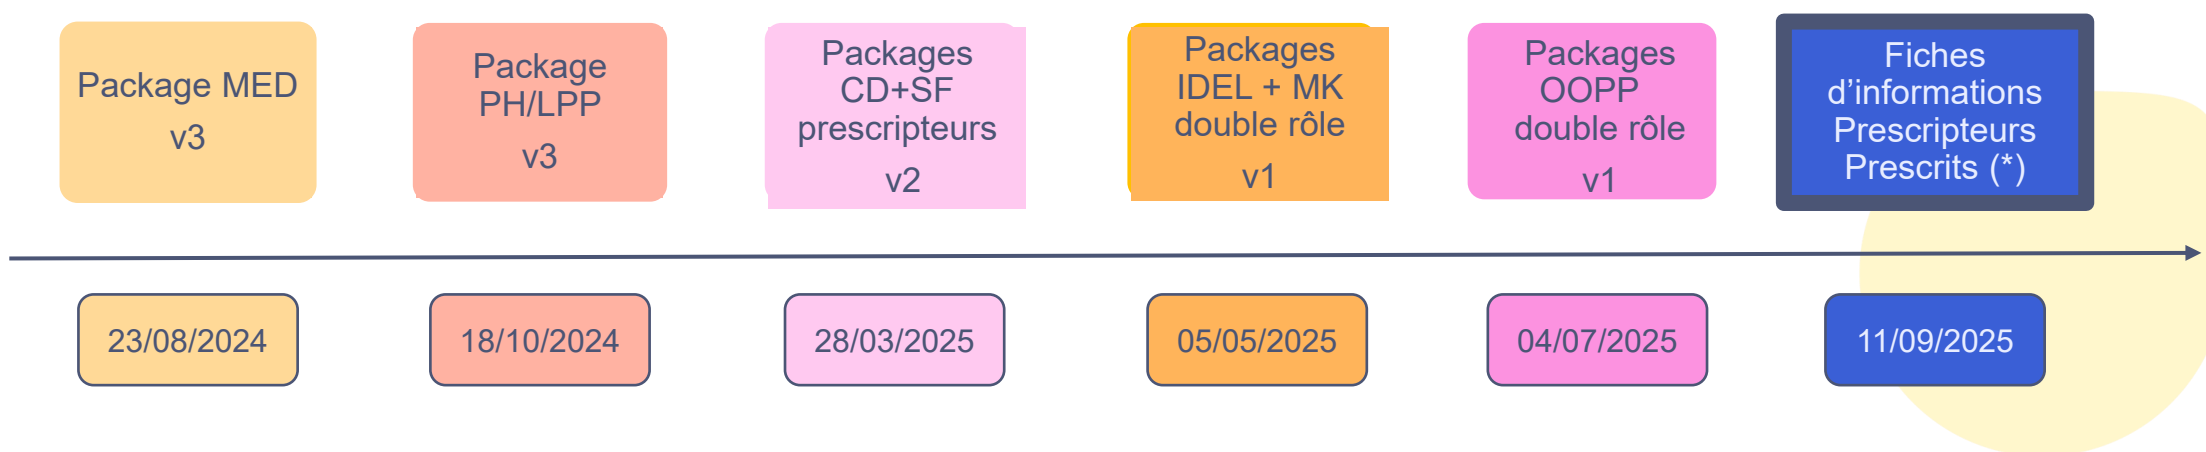 Package MED
v3
Package
PH/LPP
v3
Packages
CD+SF
prescripteurs
v2
Packages
IDEL + MK
double rôle
v1
Packages
OOPP
double rôle
v1
Fiches
d’informations
Prescripteurs
Prescrits (*)
23/08/2024
18/10/2024
28/03/2025
05/05/2025
04/07/2025
11/09/2025